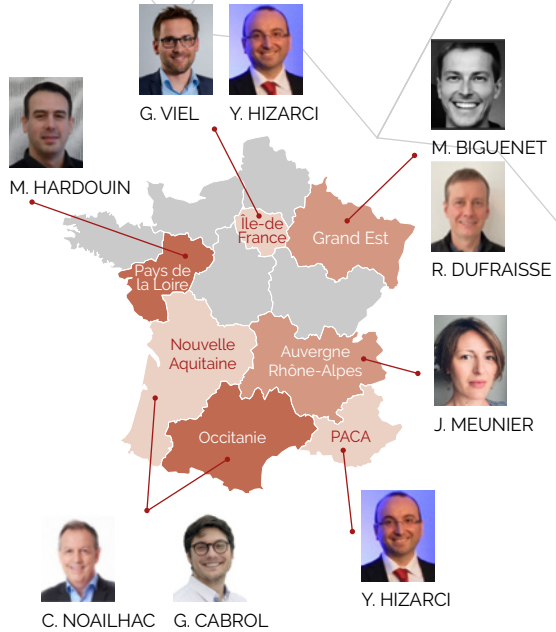 G. VIEL
Y. HIZARCI
M. BIGUENET
M. HARDOUIN
Île-de
France
Grand Est
R. DUFRAISSE
Pays de
la Loire
Nouvelle
Aquitaine
Auvergne
Rhône-Alpes
J. MEUNIER
Occitanie
PACA
Y. HIZARCI
C. NOAILHAC
G. CABROL